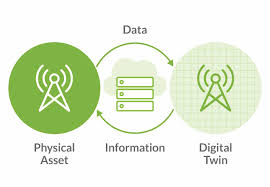 Data
Physical
Asset
Information
Digital
Twin